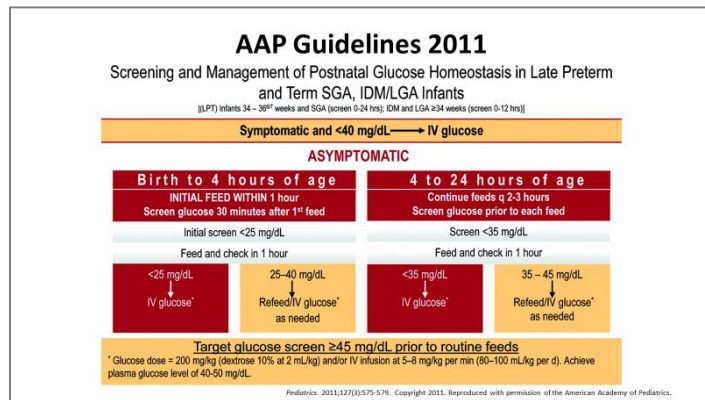 AAP Guidelines 2011
Screening and Management of Postnatal Glucose Homeostasis in Late Preterm
and Term SGA, IDM/LGA Infants
[(LPT) Infants 34 – 36⁶/⁷ weeks and SGA (screen 0-24 hrs); IDM and LGA ≥34 weeks (screen 0-12 hrs)]
Symptomatic and <40 mg/dL → IV glucose
ASYMPTOMATIC
Birth to 4 hours of age
INITIAL FEED WITHIN 1 hour
Screen glucose 30 minutes after 1st feed
Initial screen <25 mg/dL
Feed and check in 1 hour
<25 mg/dL
↓
IV glucose*
25–40 mg/dL
↓
Refeed/IV glucose*
as needed
4 to 24 hours of age
Continue feeds q 2-3 hours
Screen glucose prior to each feed
Screen <35 mg/dL
Feed and check in 1 hour
<35 mg/dL
↓
IV glucose*
35 – 45 mg/dL
↓
Refeed/IV glucose*
as needed
Target glucose screen ≥45 mg/dL prior to routine feeds
* Glucose dose = 200 mg/kg (dextrose 10% at 2 mL/kg) and/or IV infusion at 5–8 mg/kg per min (80–100 mL/kg per d). Achieve
plasma glucose level of 40-50 mg/dL.
Pediatrics. 2011;127(3):575-579. Copyright 2011. Reproduced with permission of the American Academy of Pediatrics.